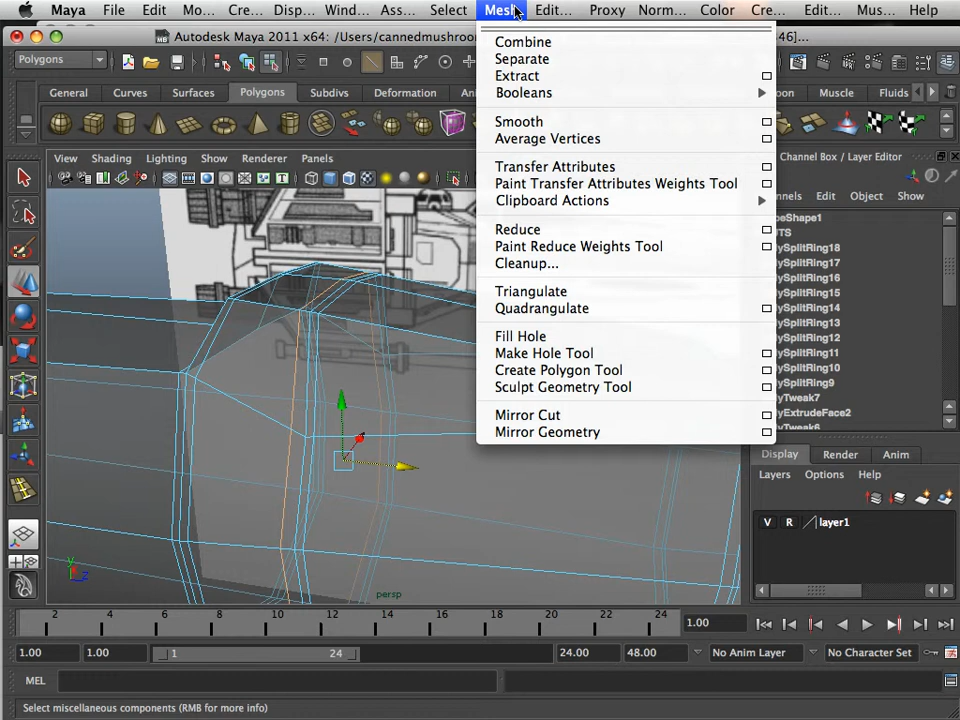 Maya File Edit Mo... Cre... Disp... Wind... Ass... Select Mesh Edit... Proxy Norm... Color Cre... Edit... Mus... Help
Autodesk Maya 2011 x64: /Users/cannedmushroo
46]...
Polygons
General Curves Surfaces Polygons Subdivs Deformation
Muscle Fluids
View Shading Lighting Show Renderer Panels
Combine
Separate
Extract
Booleans
Smooth
Average Vertices
Transfer Attributes
Paint Transfer Attributes Weights Tool
Clipboard Actions
Reduce
Paint Reduce Weights Tool
Cleanup...
Triangulate
Quadrangulate
Fill Hole
Make Hole Tool
Create Polygon Tool
Sculpt Geometry Tool
Mirror Cut
Mirror Geometry
Channel Box / Layer Editor
nnels Edit Object Show
peShape1
UTS
ySplitRing18
ySplitRing17
ySplitRing16
ySplitRing15
ySplitRing14
ySplitRing13
ySplitRing12
ySplitRing11
ySplitRing10
ySplitRing9
yTweak7
yExtrudeFace2
yTweak6
Display Render Anim
Layers Options Help
V R layer1
y
z
persp
2 4 6 8 10 12 14 16 18 20 22 24
1.00
1.00 1.00 1 24 24.00 48.00 No Anim Layer No Character Set
MEL
Select miscellaneous components (RMB for more info)